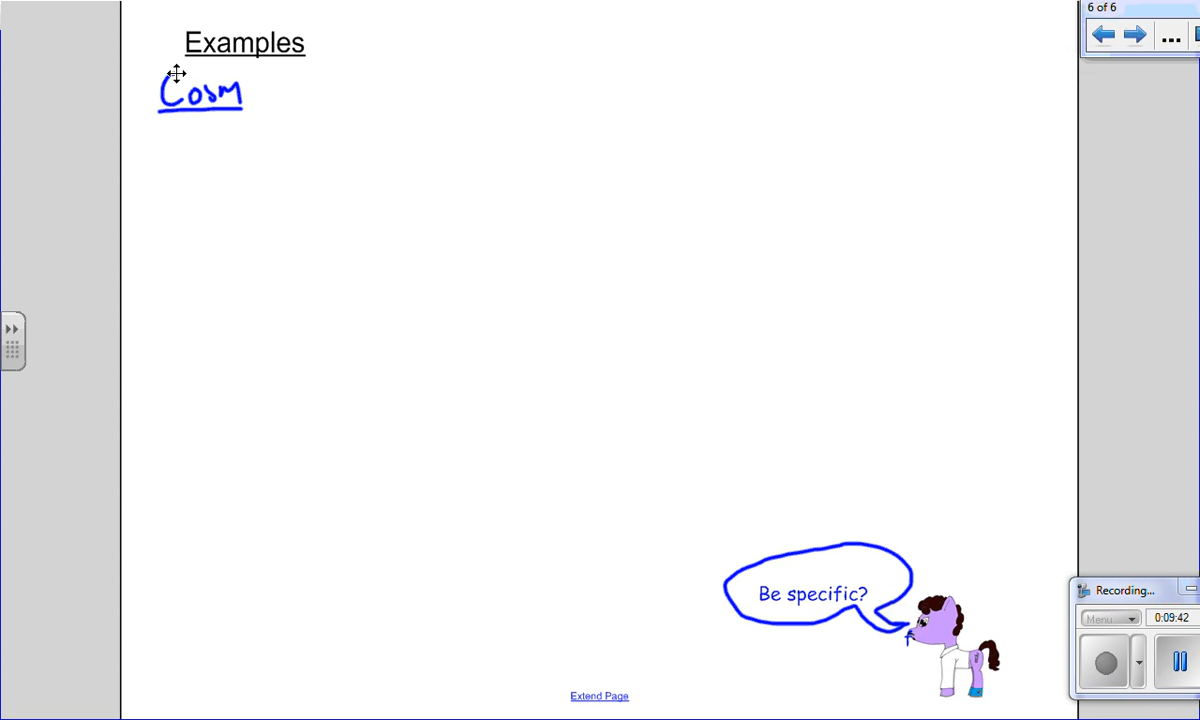 6 of 6
Examples
Cosm
Be specific?
Recording...
Menu
0:09:42
Extend Page